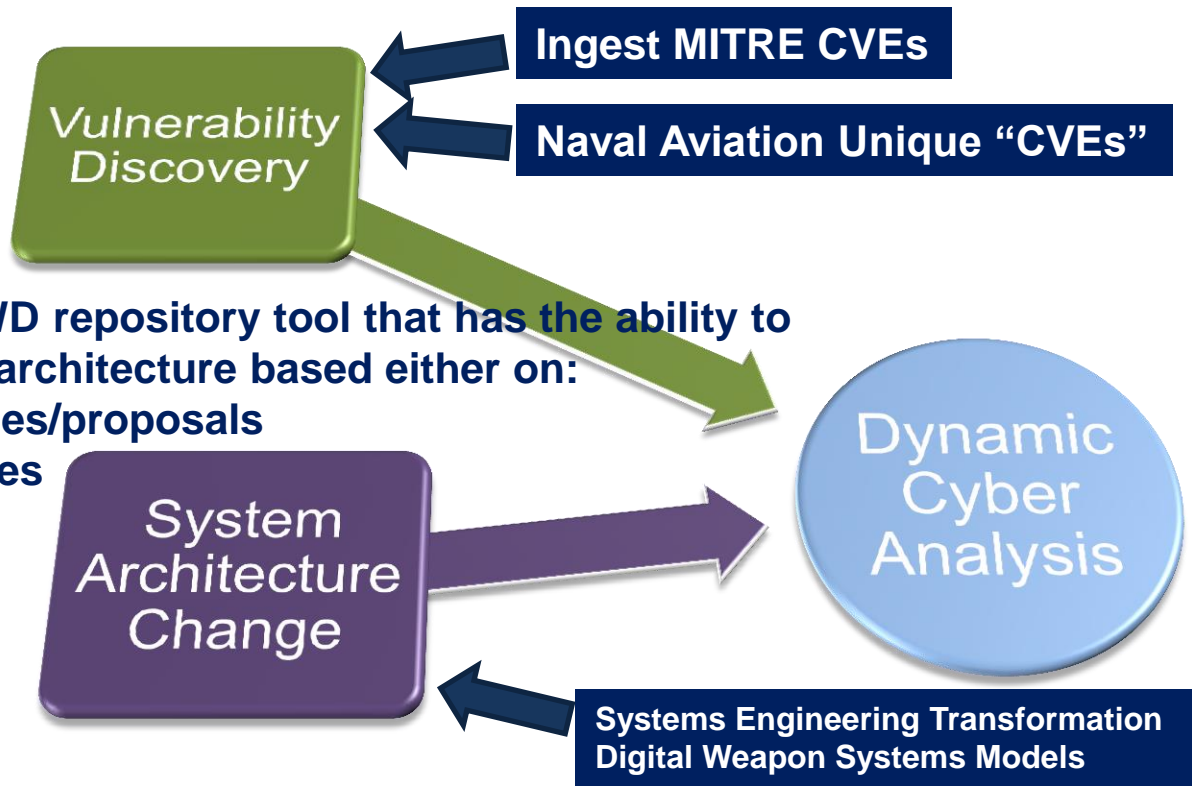 Ingest MITRE CVEs
Naval Aviation Unique “CVEs”
Vulnerability
Discovery
repository tool that has the ability to
architecture based either on:
es/proposals
es
System
Architecture
Change
Dynamic
Cyber
Analysis
Systems Engineering Transformation
Digital Weapon Systems Models